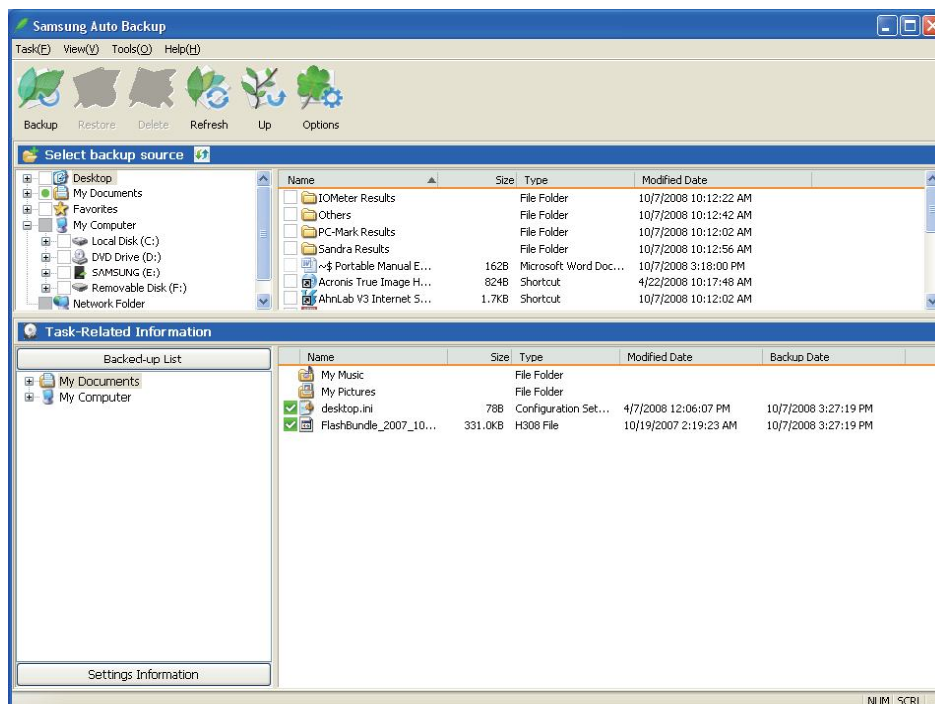 Samsung Auto Backup
Task(F) View(V) Tools(O) Help(H)
Backup Restore Delete Refresh Up Options
Select backup source
Desktop
My Documents
Favorites
My Computer
Local Disk (C:)
DVD Drive (D:)
SAMSUNG (E:)
Removable Disk (F:)
Network Folder
Name Size Type Modified Date
IOMeter Results File Folder 10/7/2008 10:12:22 AM
Others File Folder 10/7/2008 10:12:42 AM
PC-Mark Results File Folder 10/7/2008 10:12:02 AM
Sandra Results File Folder 10/7/2008 10:12:56 AM
~$ Portable Manual E... 162B Microsoft Word Doc... 10/7/2008 3:18:00 PM
Acronis True Image H... 824B Shortcut 4/22/2008 10:17:48 AM
AhnLab V3 Internet S... 1.7KB Shortcut 10/7/2008 10:12:02 AM
Task-Related Information
Backed-up List
My Documents
My Computer
Settings Information
Name Size Type Modified Date Backup Date
My Music File Folder
My Pictures File Folder
desktop.ini 78B Configuration Set... 4/7/2008 12:06:07 PM 10/7/2008 3:27:19 PM
FlashBundle_2007_10... 331.0KB H308 File 10/19/2007 2:19:23 AM 10/7/2008 3:27:19 PM
NUM SCRL